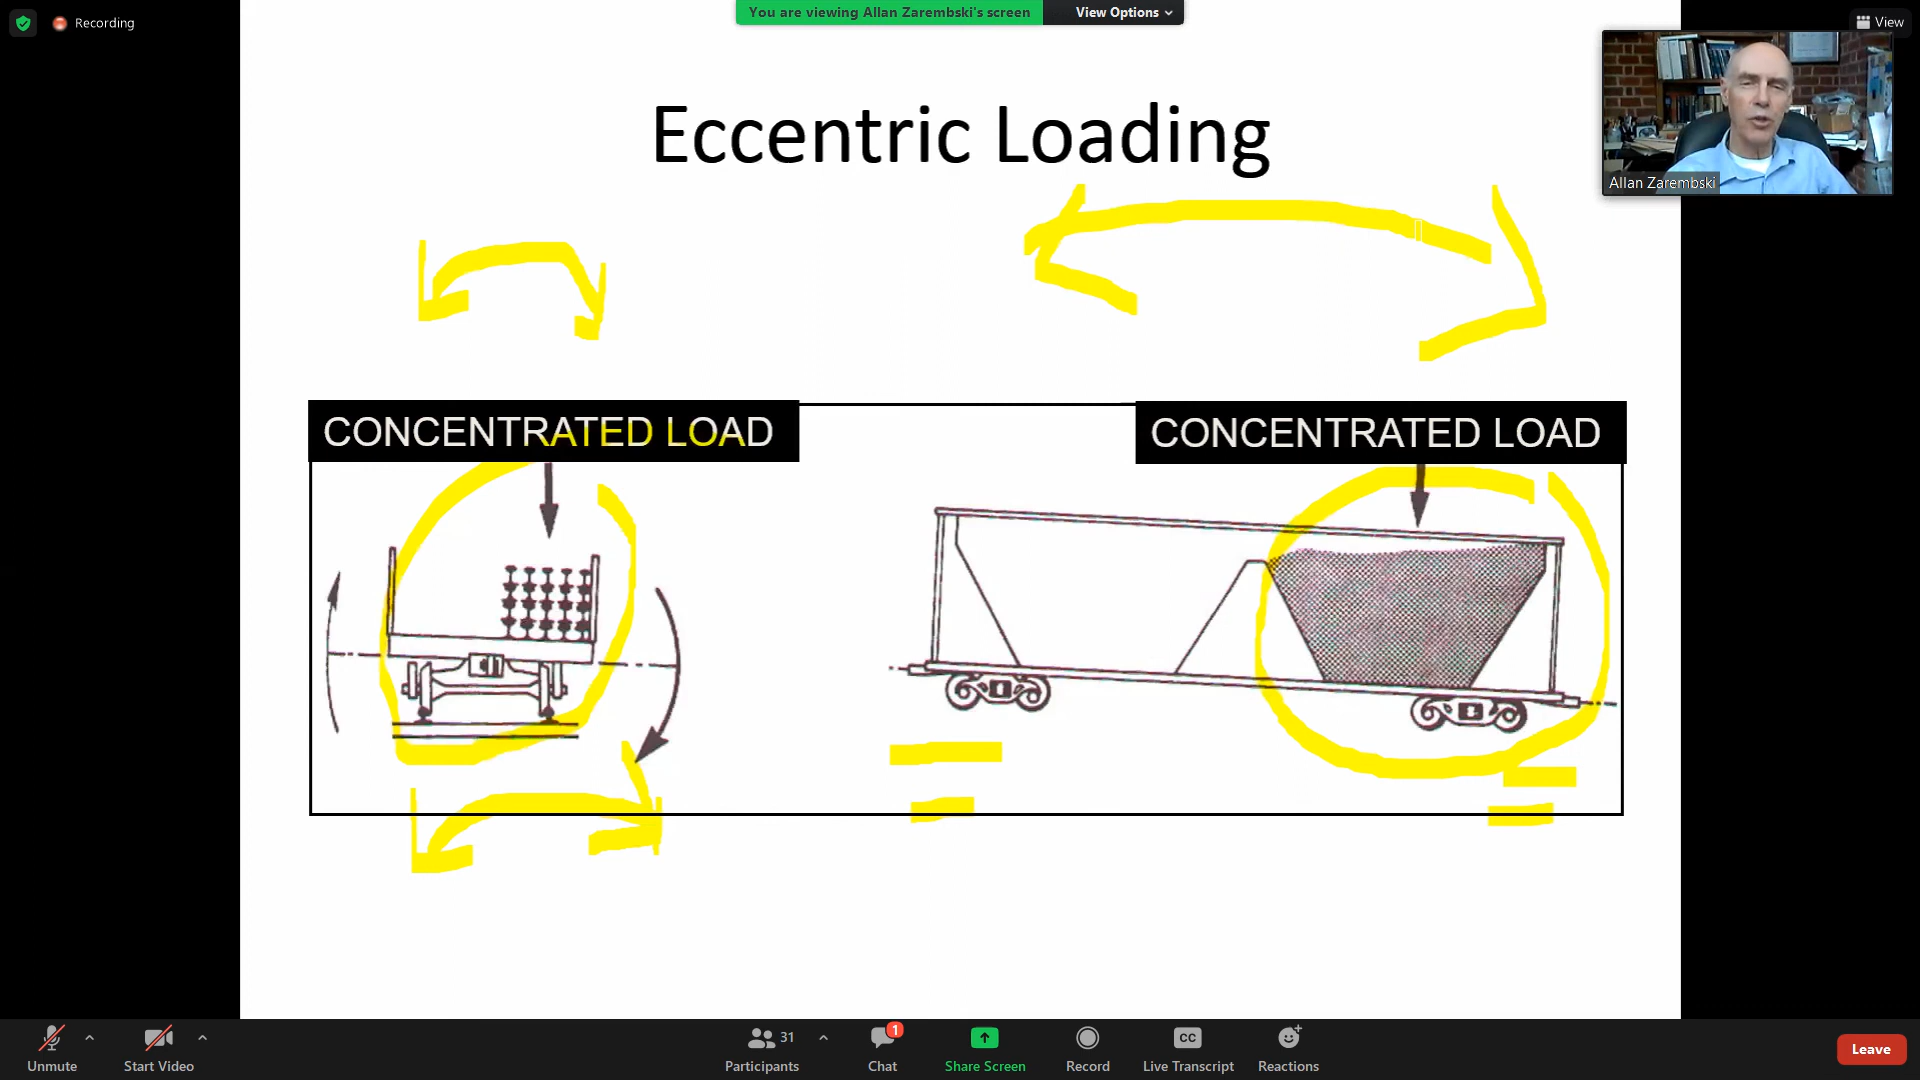 Recording
You are viewing Allan Zarembski's screen
View Options
View
Allan Zarembski
Eccentric Loading
CONCENTRATED LOAD
CONCENTRATED LOAD
Unmute
Start Video
31
Participants
1
Chat
Share Screen
Record
CC
Live Transcript
Reactions
Leave